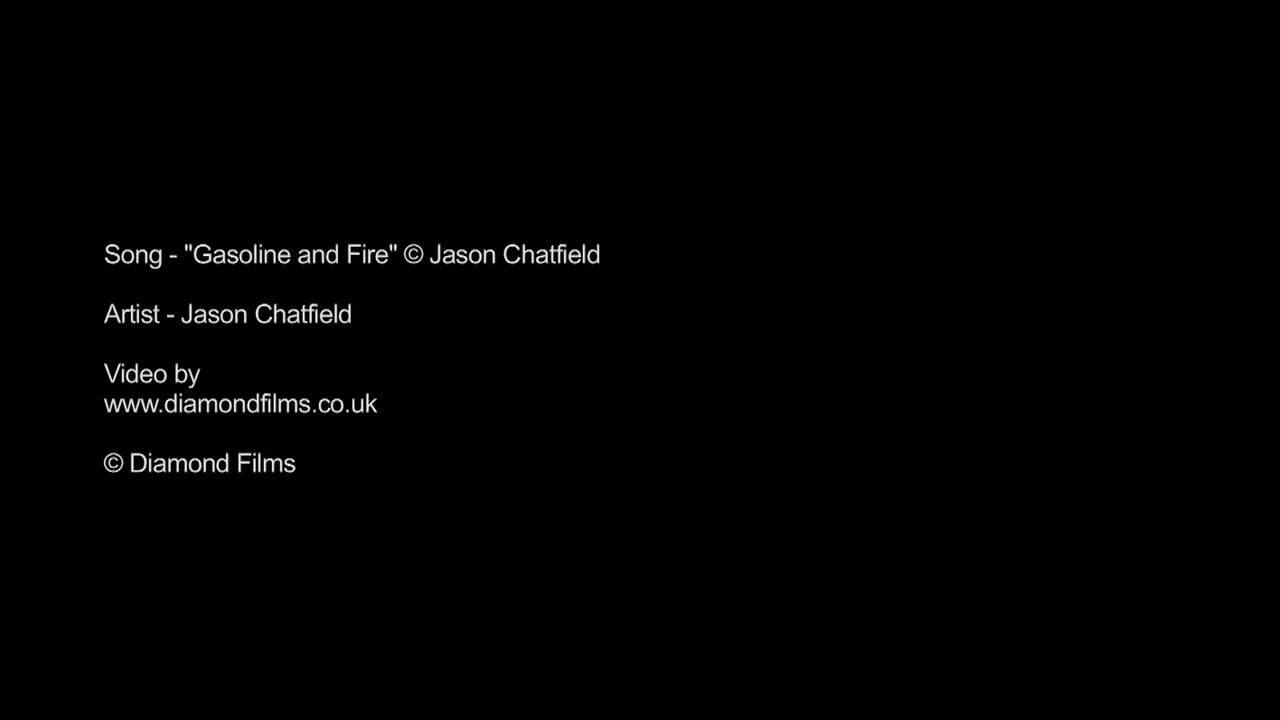 Song - "Gasoline and Fire" © Jason Chatfield
Artist - Jason Chatfield
Video by
www.diamondfilms.co.uk
© Diamond Films